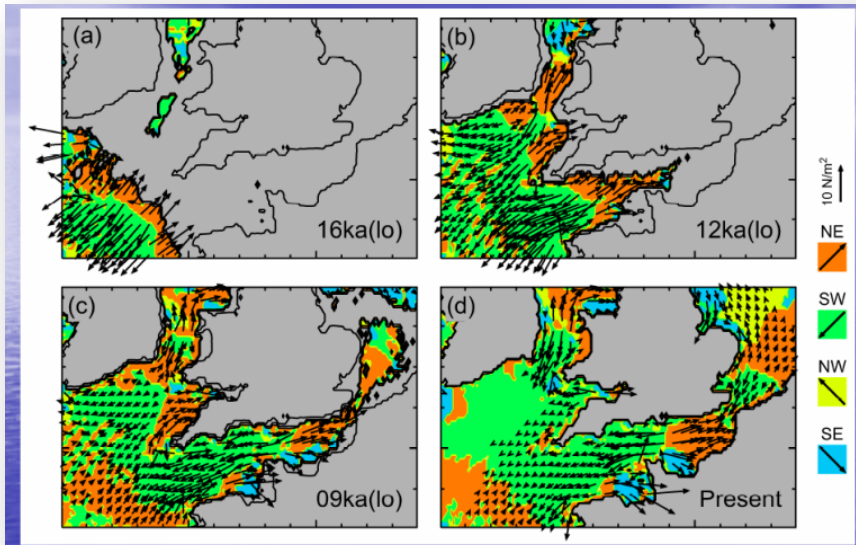 (a)
16ka(lo)
(b)
12ka(lo)
(c)
09ka(lo)
(d)
Present
10 N/m²
NE
SW
NW
SE